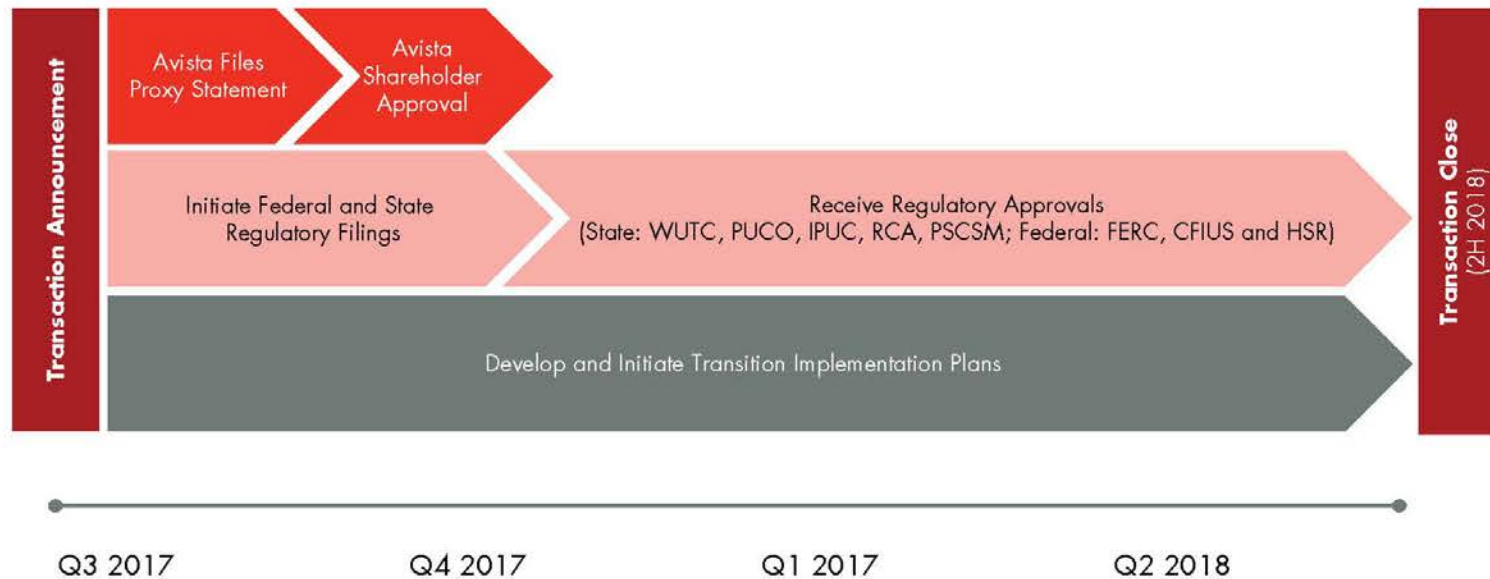 Transaction Announcement
Avista Files
Proxy Statement
Avista
Shareholder
Approval
Initiate Federal and State
Regulatory Filings
Receive Regulatory Approvals
(State: WUTC, PUCO, IPUC, RCA, PSCSM; Federal: FERC, CFIUS and HSR)
Develop and Initiate Transition Implementation Plans
Transaction Close
(2H 2018)
Q3 2017
Q4 2017
Q1 2017
Q2 2018